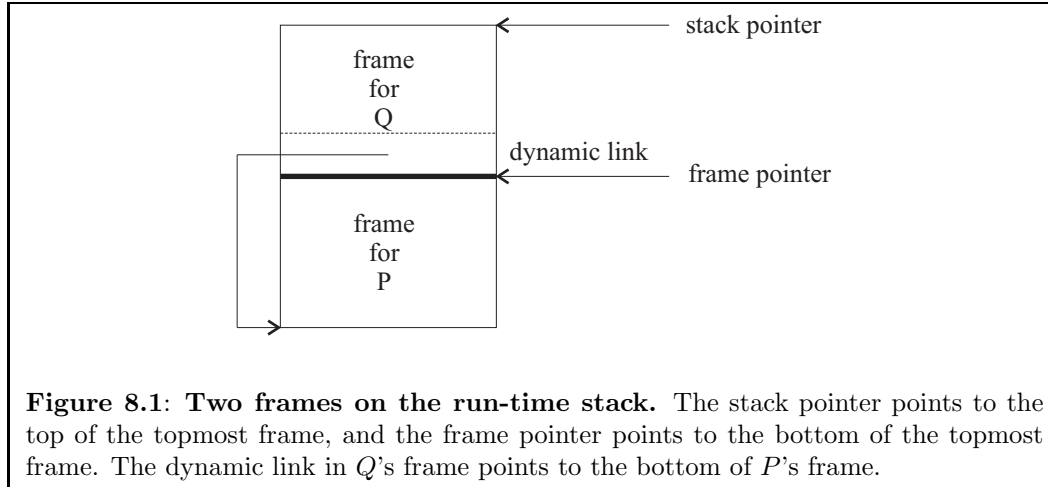 stack pointer
frame
for
Q
dynamic link
frame pointer
frame
for
P
Figure 8.1: Two frames on the run-time stack. The stack pointer points to the
top of the topmost frame, and the frame pointer points to the bottom of the topmost
frame. The dynamic link in Q's frame points to the bottom of P's frame.